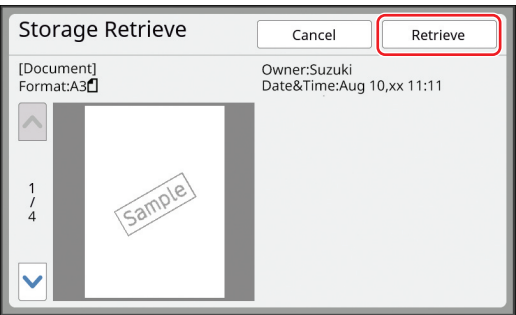 Storage Retrieve
Cancel
Retrieve
[Document]
Format:A3
Owner:Suzuki
Date&Time:Aug 10,xx 11:11
1
/
4
Sample